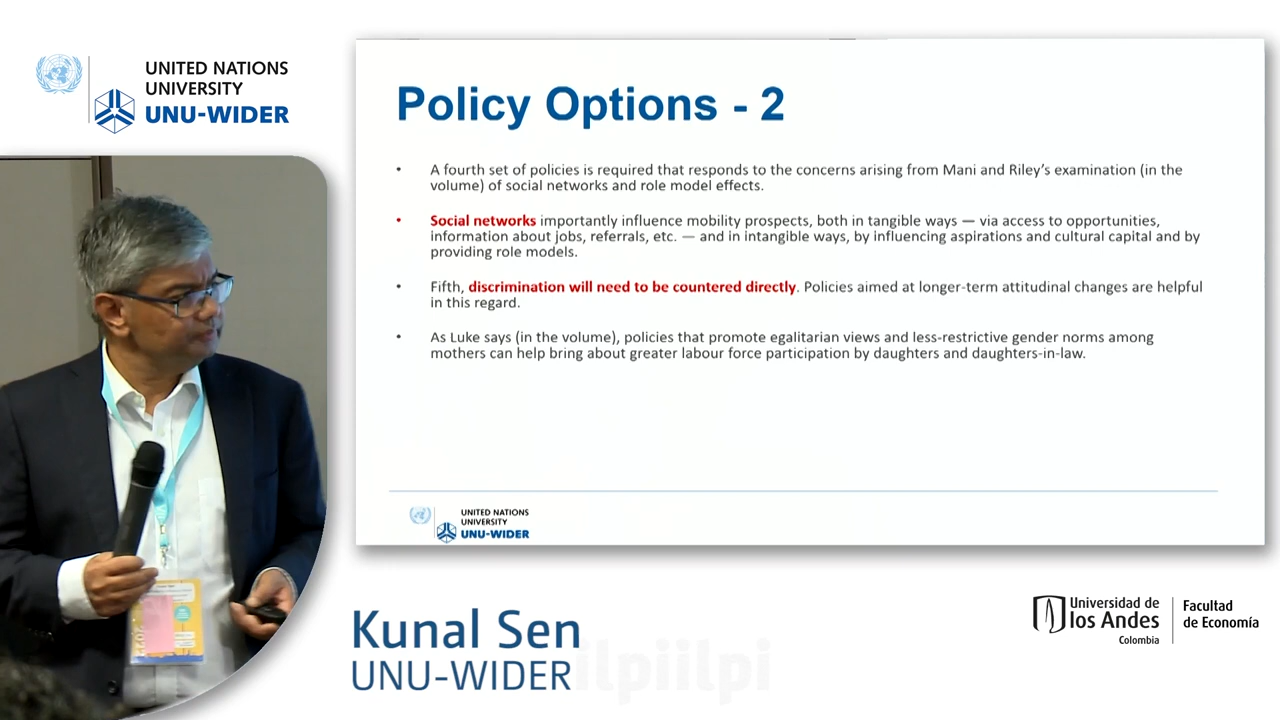 UNITED NATIONS
UNIVERSITY
UNU-WIDER
Policy Options - 2
• A fourth set of policies is required that responds to the concerns arising from Mani and Riley’s examination (in the
volume) of social networks and role model effects.
• Social networks importantly influence mobility prospects, both in tangible ways — via access to opportunities,
information about jobs, referrals, etc. — and in intangible ways, by influencing aspirations and cultural capital and by
providing role models.
• Fifth, discrimination will need to be countered directly. Policies aimed at longer-term attitudinal changes are helpful
in this regard.
• As Luke says (in the volume), policies that promote egalitarian views and less-restrictive gender norms among
mothers can help bring about greater labour force participation by daughters and daughters-in-law.
UNITED NATIONS
UNIVERSITY
UNU-WIDER
Kunal Sen
UNU-WIDER
ilpiilpi
Universidad de
los Andes
Colombia
Facultad
de Economía